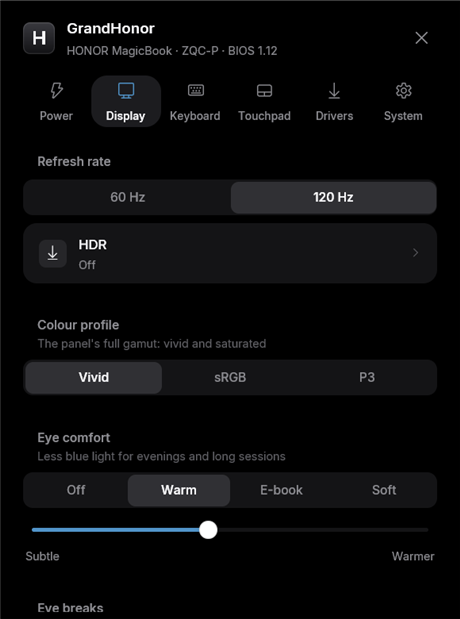 H
GrandHonor
HONOR MagicBook · ZQC-P · BIOS 1.12
Power
Display
Keyboard
Touchpad
Drivers
System
Refresh rate
60 Hz
120 Hz
HDR
Off
Colour profile
The panel's full gamut: vivid and saturated
Vivid
sRGB
P3
Eye comfort
Less blue light for evenings and long sessions
Off
Warm
E-book
Soft
Subtle
Warmer
Eye breaks